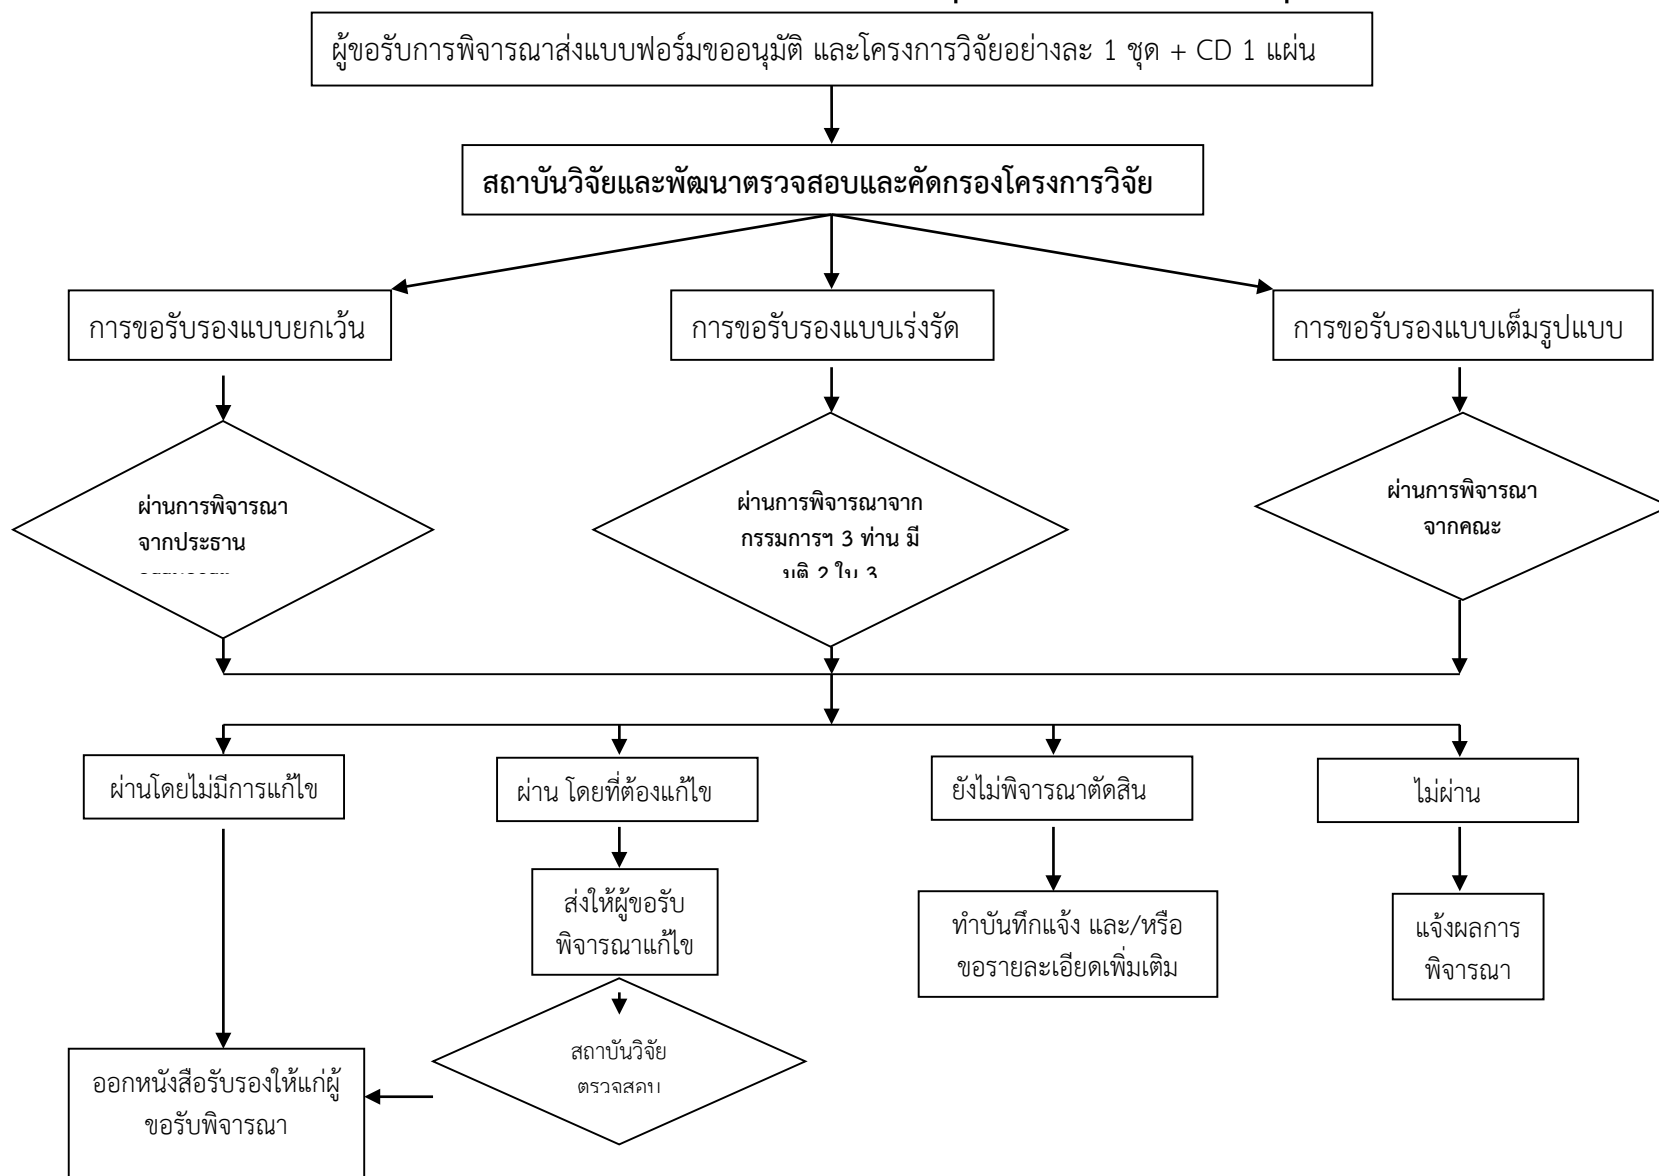 ผู้ขอรับการพิจารณาส่งแบบฟอร์มขออนุมัติ และโครงการวิจัยอย่างละ 1 ชุด + CD 1 แผ่น
สถาบันวิจัยและพัฒนาตรวจสอบและคัดกรองโครงการวิจัย
การขอรับรองแบบยกเว้น
การขอรับรองแบบเร่งรัด
การขอรับรองแบบเต็มรูปแบบ
ผ่านการพิจารณา
จากประธาน
ผ่านการพิจารณาจาก
กรรมการฯ 3 ท่าน มี
มติ 2 ใน 3
ผ่านการพิจารณา
จากคณะ
ผ่านโดยไม่มีการแก้ไข
ผ่าน โดยที่ต้องแก้ไข
ยังไม่พิจารณาตัดสิน
ไม่ผ่าน
ส่งให้ผู้ขอรับ
พิจารณาแก้ไข
ทำบันทึกแจ้ง และ/หรือ
ขอรายละเอียดเพิ่มเติม
แจ้งผลการ
พิจารณา
สถาบันวิจัย
ตรวจสอบ
ออกหนังสือรับรองให้แก่ผู้
ขอรับพิจารณา